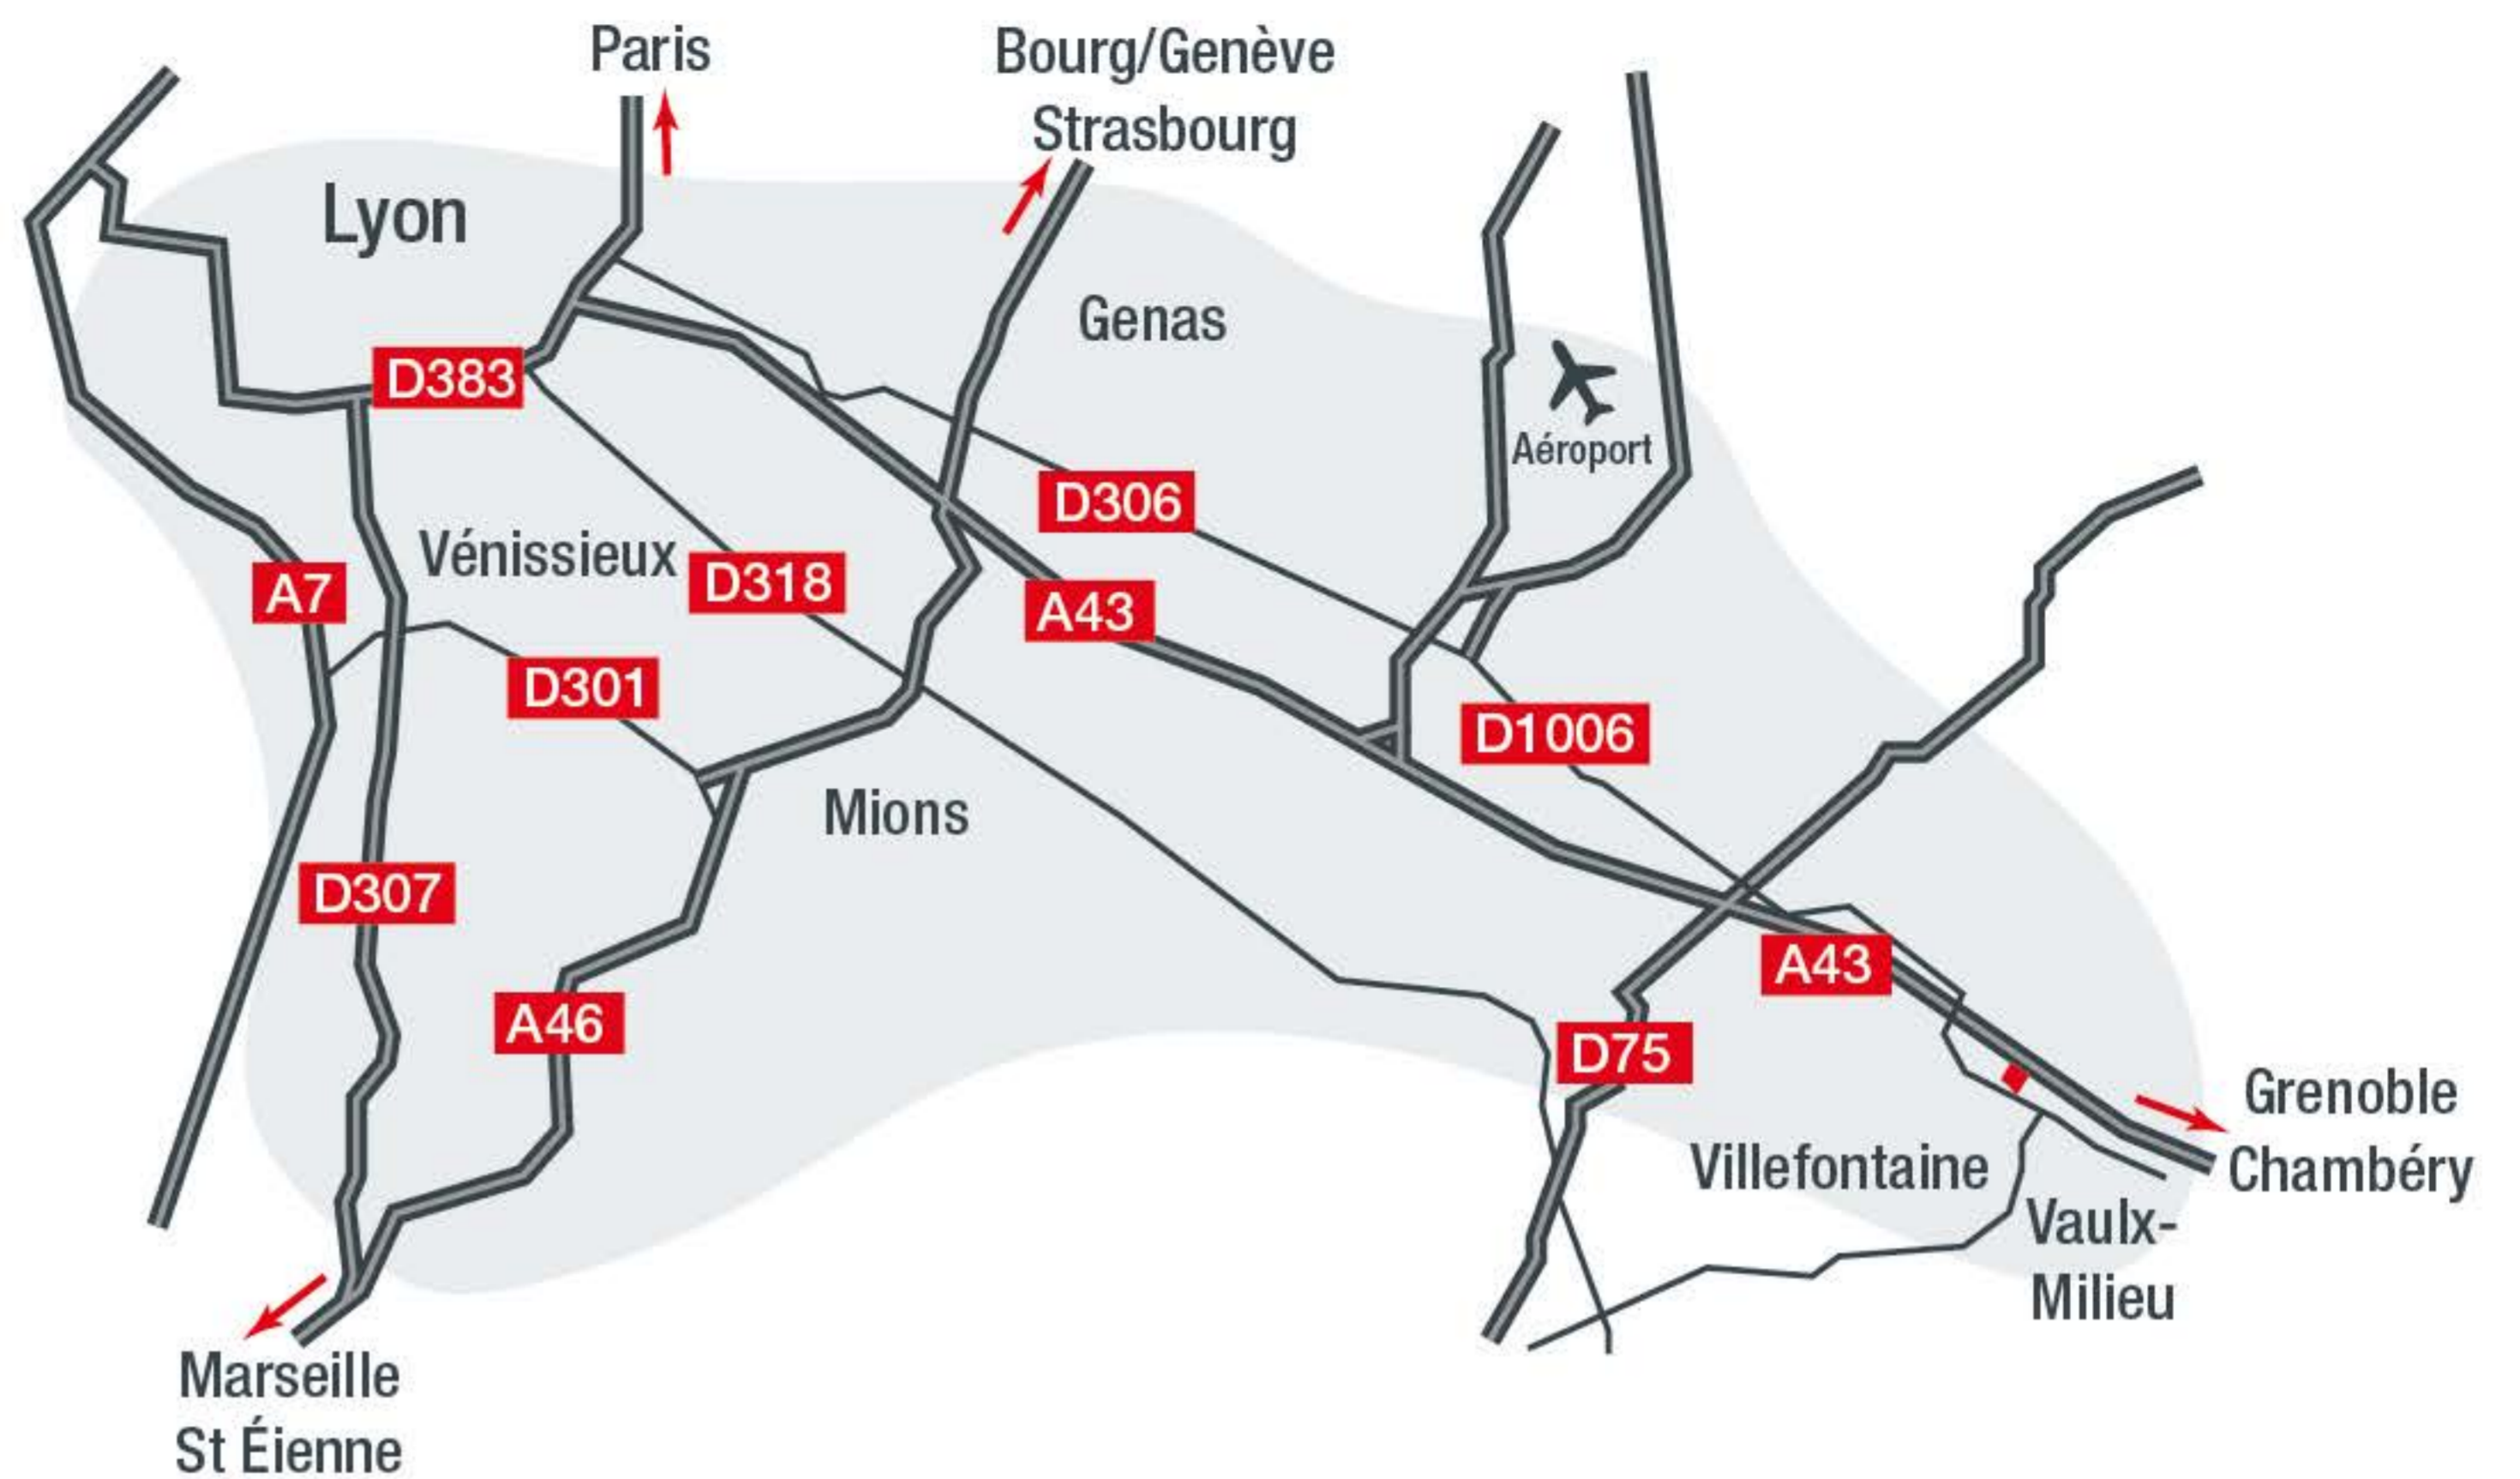 Paris
Bourg/Genève
Strasbourg
Lyon
Genas
D383
Aéroport
D306
Vénissieux
D318
A7
A43
D301
D1006
Mions
D307
A43
A46
D75
Grenoble
Chambéry
Villefontaine
Vaulx-
Milieu
Marseille
St Éienne